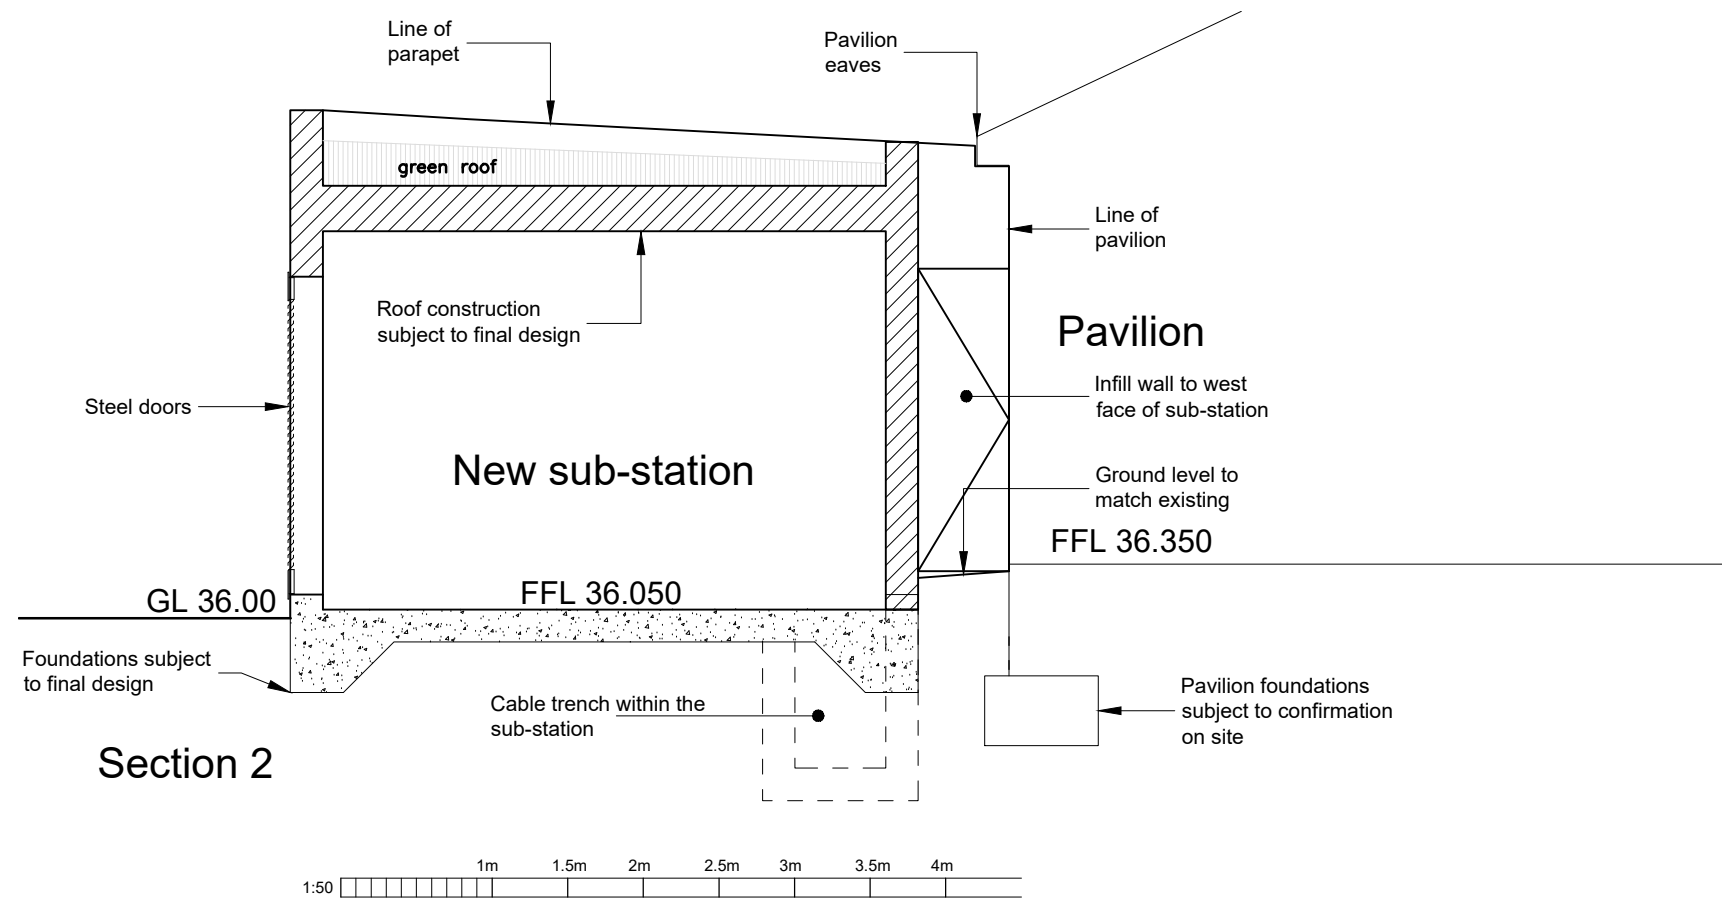 Line of
parapet
Pavilion
eaves
green roof
Line of
pavilion
Roof construction
subject to final design
Pavilion
Infill wall to west
face of sub-station
Steel doors
New sub-station
Ground level to
match existing
FFL 36.350
GL 36.00
FFL 36.050
Foundations subject
to final design
Cable trench within the
sub-station
Pavilion foundations
subject to confirmation
on site
Section 2
1m 1.5m 2m 2.5m 3m 3.5m 4m
1:50